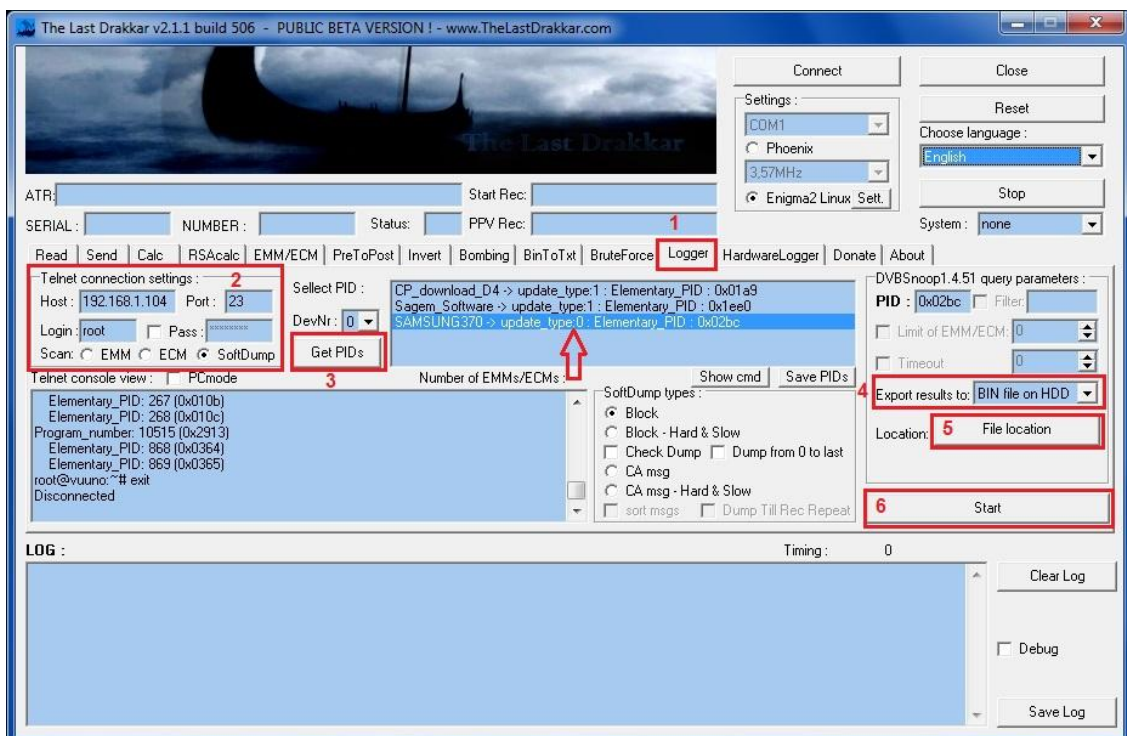 The Last Drakkar v2.1.1 build 506 - PUBLIC BETA VERSION ! - www.TheLastDrakkar.com
The Last Drakkar
Connect
Close
Settings :
COM1
Phoenix
3,57MHz
Enigma2 Linux Sett.
Reset
Choose language :
English
Stop
System : none
ATR:
Start Rec:
SERIAL :
NUMBER :
Status:
PPV Rec:
1
Read Send Calc RSAcalc EMM/ECM PreToPost Invert Bombing BinToTxt BruteForce Logger HardwareLogger Donate About
Telnet connection settings : 2
Host : 192.168.1.104 Port : 23
Login : root Pass : ********
Scan: EMM ECM SoftDump
Sellect PID :
DevNr : 0
Get PIDs
3
CP_download_D4 -> update_type:1 : Elementary_PID : 0x01a9
Sagem_Software -> update_type:1 : Elementary_PID : 0x1ee0
SAMSUNG370 -> update_type:0 : Elementary_PID : 0x02bc
DVBSnoop1.4.51 query parameters :
PID : 0x02bc Filter:
Limit of EMM/ECM: 0
Timeout 0
4 Export results to: BIN file on HDD
Location: 5 File location
6 Start
Telnet console view : PCmode
Number of EMMs/ECMs :
Show cmd Save PIDs
Elementary_PID: 267 (0x010b)
Elementary_PID: 268 (0x010c)
Program_number: 10515 (0x2913)
Elementary_PID: 868 (0x0364)
Elementary_PID: 869 (0x0365)
root@vuuno:~# exit
Disconnected
SoftDump types :
Block
Block - Hard & Slow
Check Dump Dump from 0 to last
CA msg
CA msg - Hard & Slow
sort msgs Dump Till Rec Repeat
LOG :
Timing : 0
Clear Log
Debug
Save Log